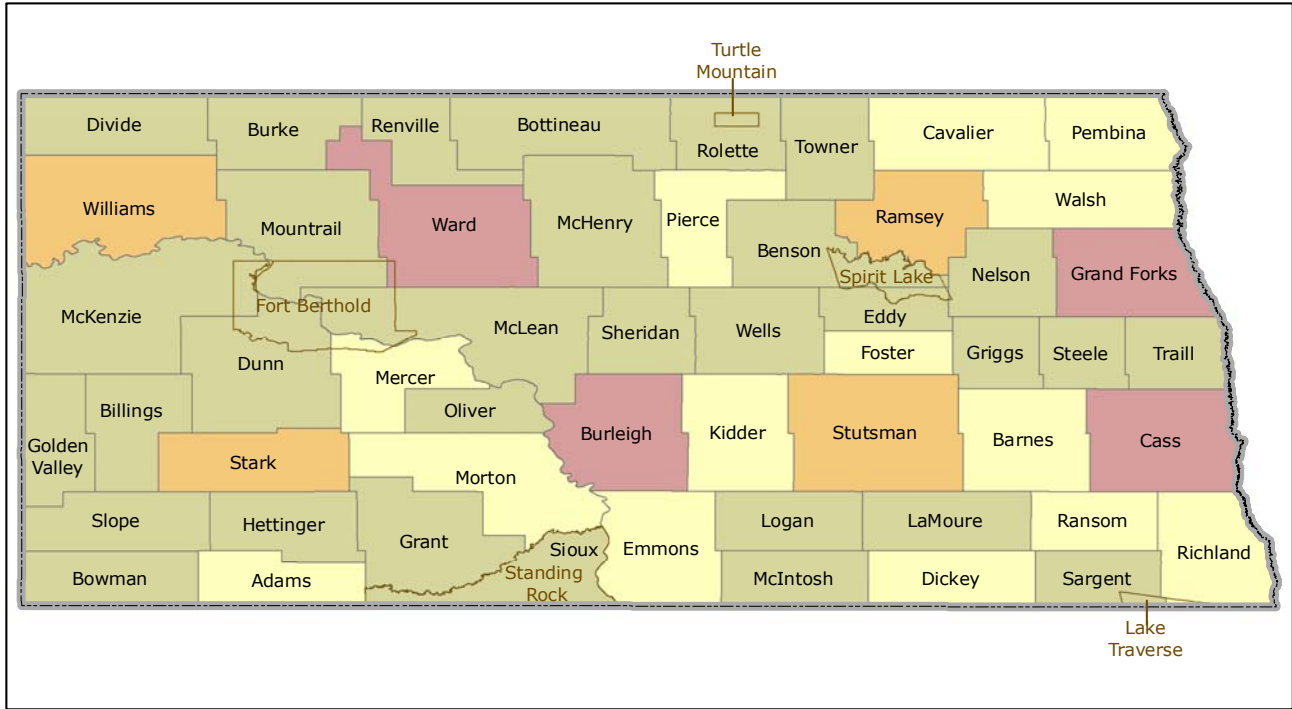 Turtle
Mountain
Divide
Burke
Renville
Bottineau
Rolette
Towner
Cavalier
Pembina
Williams
Mountrail
Ward
McHenry
Pierce
Benson
Ramsey
Walsh
Spirit Lake
Nelson
Grand Forks
McKenzie
Fort Berthold
Dunn
McLean
Sheridan
Wells
Eddy
Foster
Griggs
Steele
Traill
Mercer
Oliver
Golden
Valley
Billings
Stark
Morton
Burleigh
Kidder
Stutsman
Barnes
Cass
Slope
Hettinger
Grant
Sioux
Standing
Rock
Emmons
Logan
LaMoure
Ransom
Richland
Bowman
Adams
McIntosh
Dickey
Sargent
Lake
Traverse